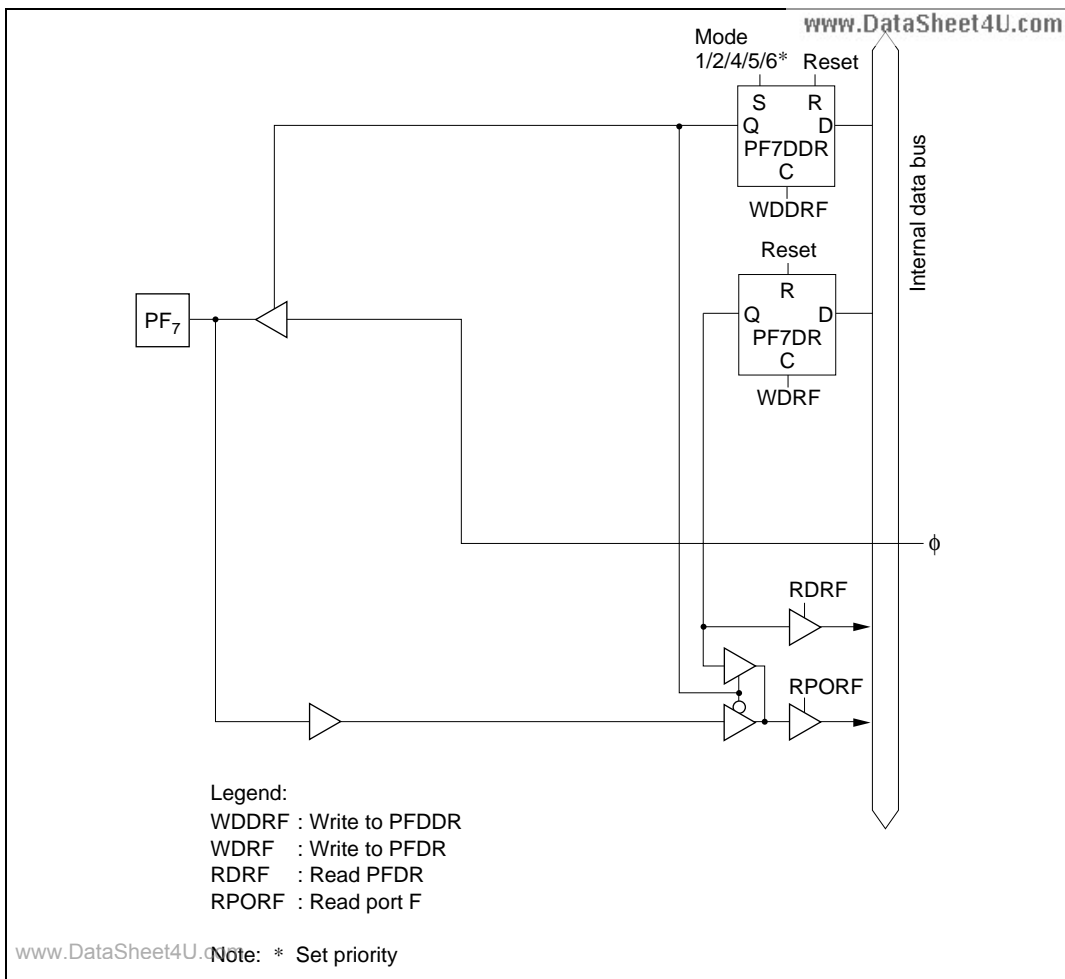 www.DataSheet4U.com
Mode
1/2/4/5/6* Reset
S R
Q D
PF7DDR
C
WDDRF
Internal data bus
Reset
R
Q D
PF7DR
C
WDRF
PF7
ϕ
RDRF
RPORF
Legend:
WDDRF : Write to PFDDR
WDRF : Write to PFDR
RDRF : Read PFDR
RPORF : Read port F
www.DataSheet4U.com
Note: * Set priority